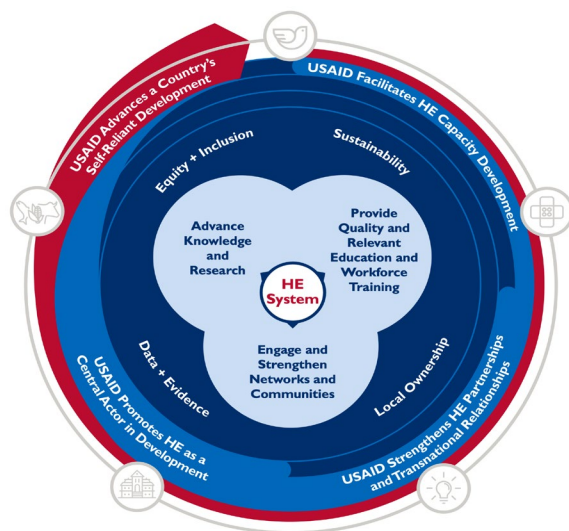 USAID Advances a Country's
Self-Reliant Development
USAID Facilitates HE Capacity Development
Equity + Inclusion
Sustainability
Advance
Knowledge
and
Research
Provide
Quality and
Relevant
Education and
Workforce
Training
HE
System
Engage and
Strengthen
Networks and
Communities
Data + Evidence
Local Ownership
USAID Promotes HE as a
Central Actor in Development
USAID Strengthens HE Partnerships
and Transnational Relationships